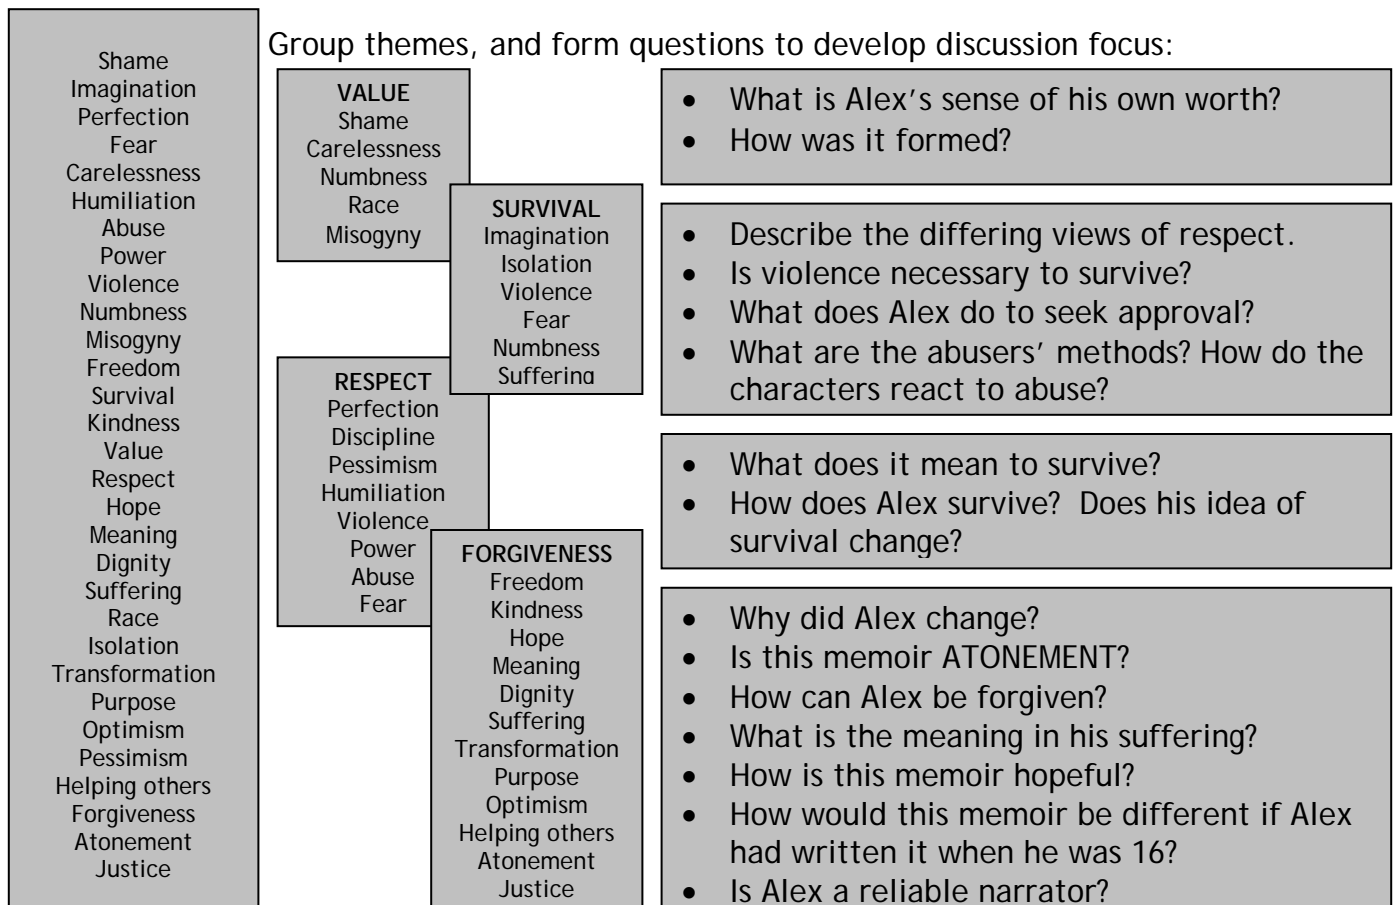 Shame
Imagination
Perfection
Fear
Carelessness
Humiliation
Abuse
Power
Violence
Numbness
Misogyny
Freedom
Survival
Kindness
Value
Respect
Hope
Meaning
Dignity
Suffering
Race
Isolation
Transformation
Purpose
Optimism
Pessimism
Helping others
Forgiveness
Atonement
Justice
Group themes, and form questions to develop discussion focus:
VALUE
Shame
Carelessness
Numbness
Race
Misogyny
SURVIVAL
Imagination
Isolation
Violence
Fear
Numbness
Suffering
RESPECT
Perfection
Discipline
Pessimism
Humiliation
Violence
Power
Abuse
Fear
FORGIVENESS
Freedom
Kindness
Hope
Meaning
Dignity
Suffering
Transformation
Purpose
Optimism
Helping others
Atonement
Justice
• What is Alex’s sense of his own worth?
• How was it formed?
• Describe the differing views of respect.
• Is violence necessary to survive?
• What does Alex do to seek approval?
• What are the abusers’ methods? How do the
characters react to abuse?
• What does it mean to survive?
• How does Alex survive?  Does his idea of
survival change?
• Why did Alex change?
• Is this memoir ATONEMENT?
• How can Alex be forgiven?
• What is the meaning in his suffering?
• How is this memoir hopeful?
• How would this memoir be different if Alex
had written it when he was 16?
• Is Alex a reliable narrator?